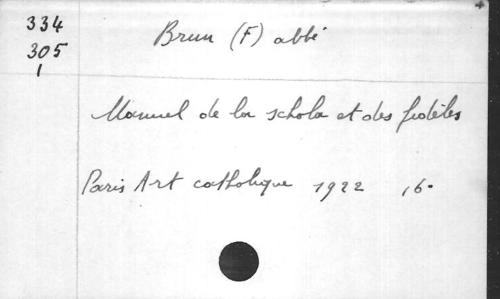 334
305
1
Brun (F) abbé
Manuel de la schola et des fidèles
Paris Art catholique 1922 16°